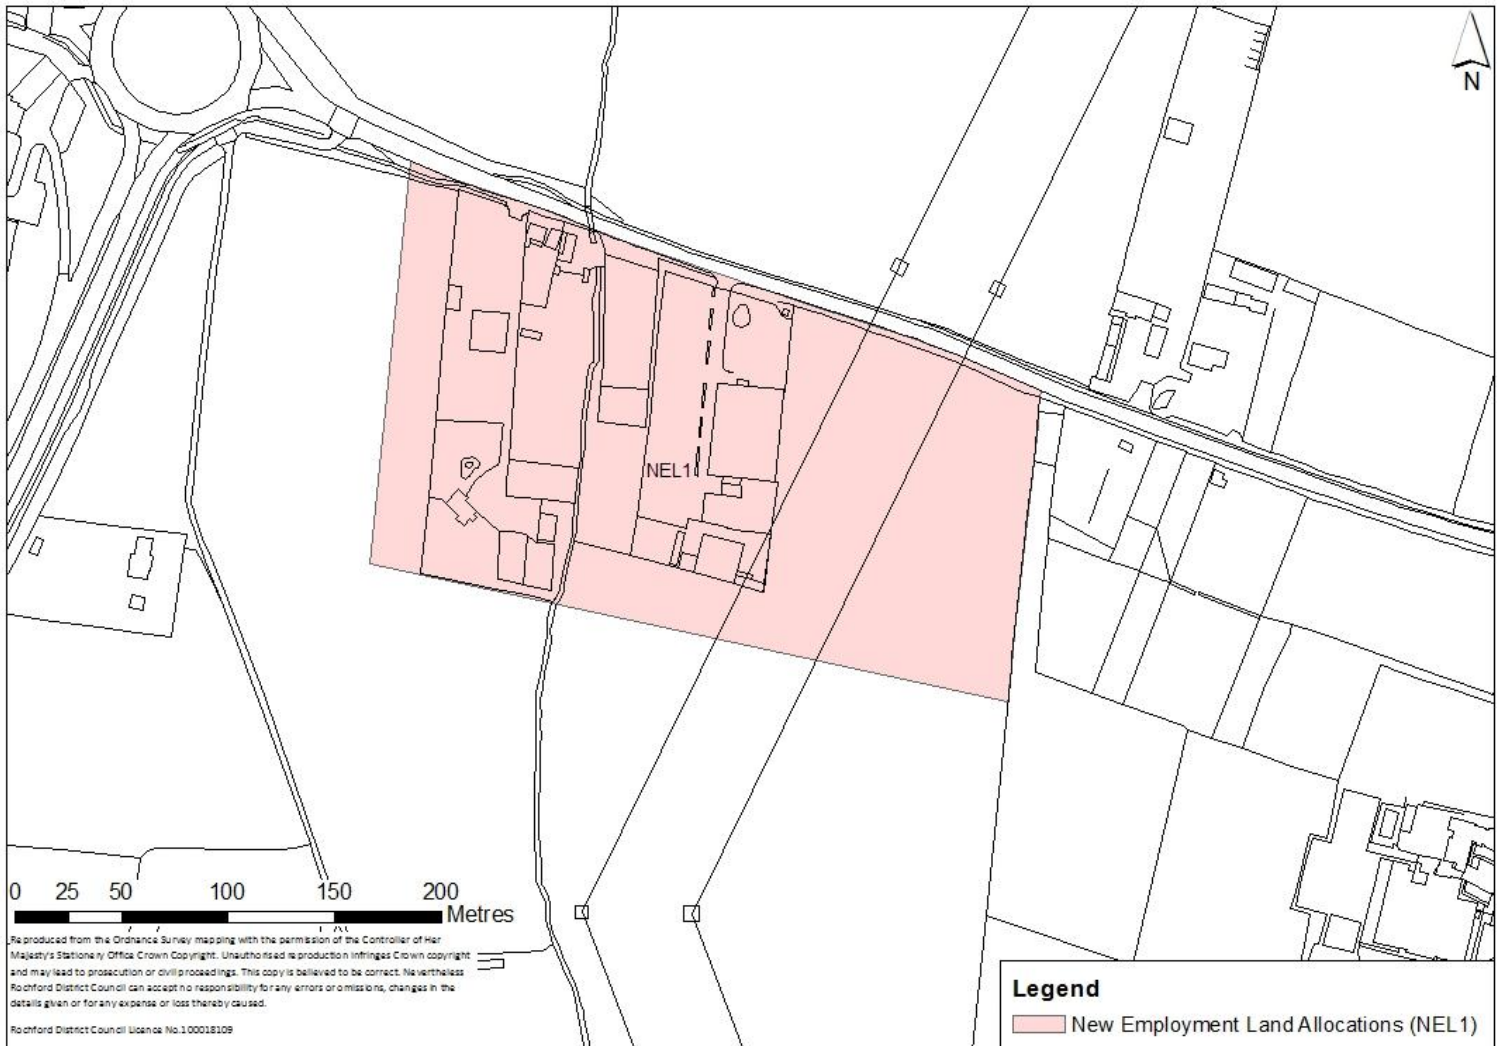 N
NEL1
0 25 50 100 150 200
Metres
Reproduced from the Ordnance Survey mapping with the permission of the Controller of Her
Majesty's Stationery Office Crown Copyright. Unauthorised reproduction infringes Crown copyright
and may lead to prosecution or civil proceedings. This copy is believed to be correct. Nevertheless
Rochford District Council can accept no responsibility for any errors or omissions, changes in the
details given or for any expense or loss thereby caused.
Rochford District Council Licence No.100018109
Legend
New Employment Land Allocations (NEL1)